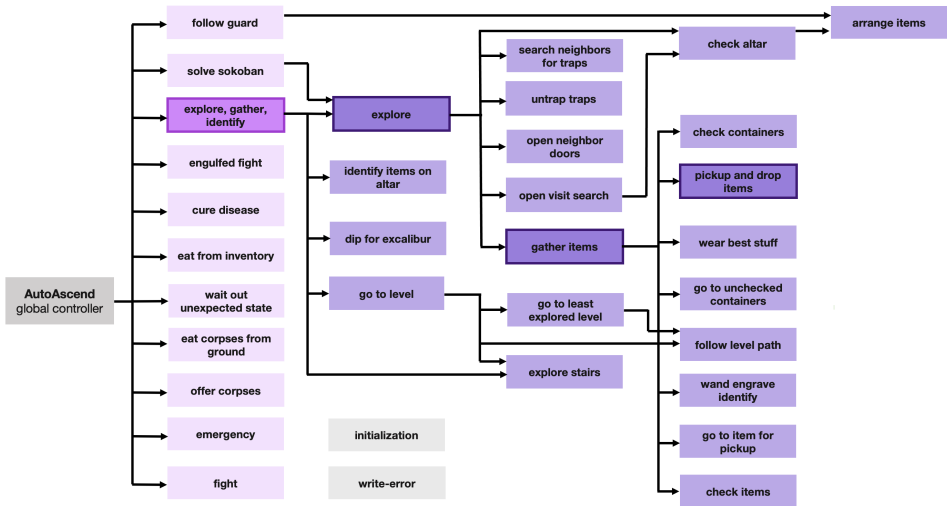 AutoAscend
global controller
follow guard
solve sokoban
explore, gather,
identify
engulfed fight
cure disease
eat from inventory
wait out
unexpected state
eat corpses from
ground
offer corpses
emergency
fight
explore
identify items on
altar
dip for excalibur
go to level
initialization
write-error
search neighbors
for traps
untrap traps
open neighbor
doors
open visit search
gather items
go to least
explored level
explore stairs
check altar
check containers
pickup and drop
items
wear best stuff
go to unchecked
containers
follow level path
wand engrave
identify
go to item for
pickup
check items
arrange items